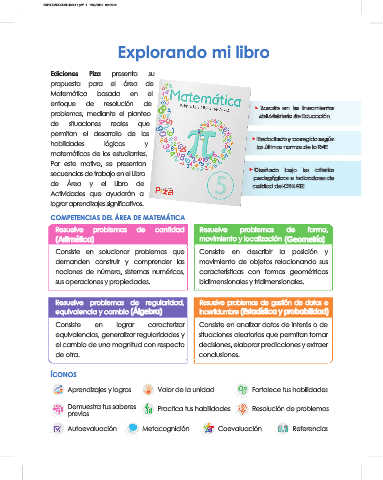 Explorando mi libro
Ediciones Piza presenta su
propuesta para el área de
Matemática basada en el
enfoque de resolución de
problemas, mediante el planteo
de situaciones reales que
permitan el desarrollo de las
habilidades lógicas y
matemáticas de los estudiantes.
Por este motivo, se presentan
secuencias de trabajo en el Libro
de Área y el Libro de
Actividades que ayudarán a
lograr aprendizajes significativos.
Matemática
π
Piza
5
Basado en los lineamientos
del Ministerio de Educación
Redactado y corregido según
las últimas normas de la RAE
Diseñado bajo los criterios
pedagógicos e indicadores de
calidad del
COMPETENCIAS DEL ÁREA DE MATEMÁTICA
Resuelve problemas de cantidad
(Aritmética)
Consiste en solucionar problemas que
demanden construir y comprender las
nociones de número, sistemas numéricos,
sus operaciones y propiedades.
Resuelve problemas de forma,
movimiento y localización (Geometría)
Consiste en describir la posición y
movimiento de objetos relacionando sus
características con formas geométricas
bidimensionales y tridimensionales.
Resuelve problemas de regularidad,
equivalencia y cambio (Álgebra)
Consiste en lograr caracterizar
equivalencias, generalizar regularidades y
el cambio de una magnitud con respecto
de otra.
Resuelve problemas de gestión de datos e
incertidumbre (Estadística y probabilidad)
Consiste en analizar datos de interés o de
situaciones aleatorias que permitan tomar
decisiones, elaborar predicciones y extraer
conclusiones.
ÍCONOS
Aprendizajes y logros
Valor de la unidad
Fortalece tus habilidades
Demuestra tus saberes
previos
Practica tus habilidades
Resolución de problemas
Autoevaluación
Metacognición
Coevaluación
Referencias